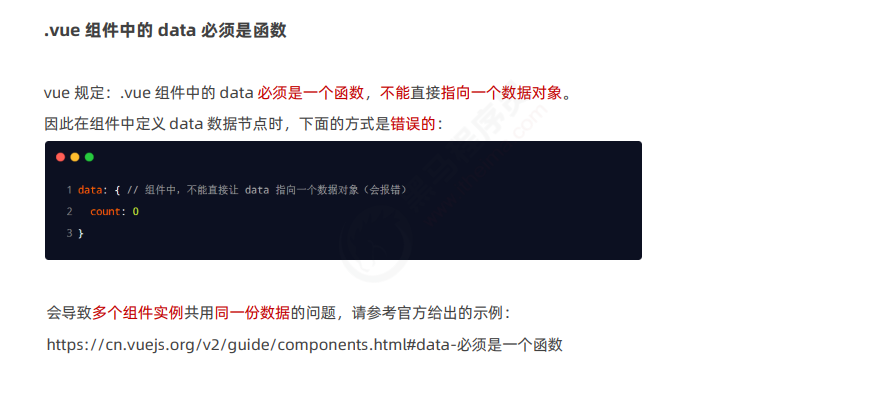 .vue 组件中的 data 必须是函数
vue 规定：.vue 组件中的 data 必须是一个函数，不能直接指向一个数据对象。
因此在组件中定义 data 数据节点时，下面的方式是错误的：
1 data: { // 组件中，不能直接让 data 指向一个数据对象（会报错）
2   count: 0
3 }
会导致多个组件实例共用同一份数据的问题，请参考官方给出的示例：
https://cn.vuejs.org/v2/guide/components.html#data-必须是一个函数